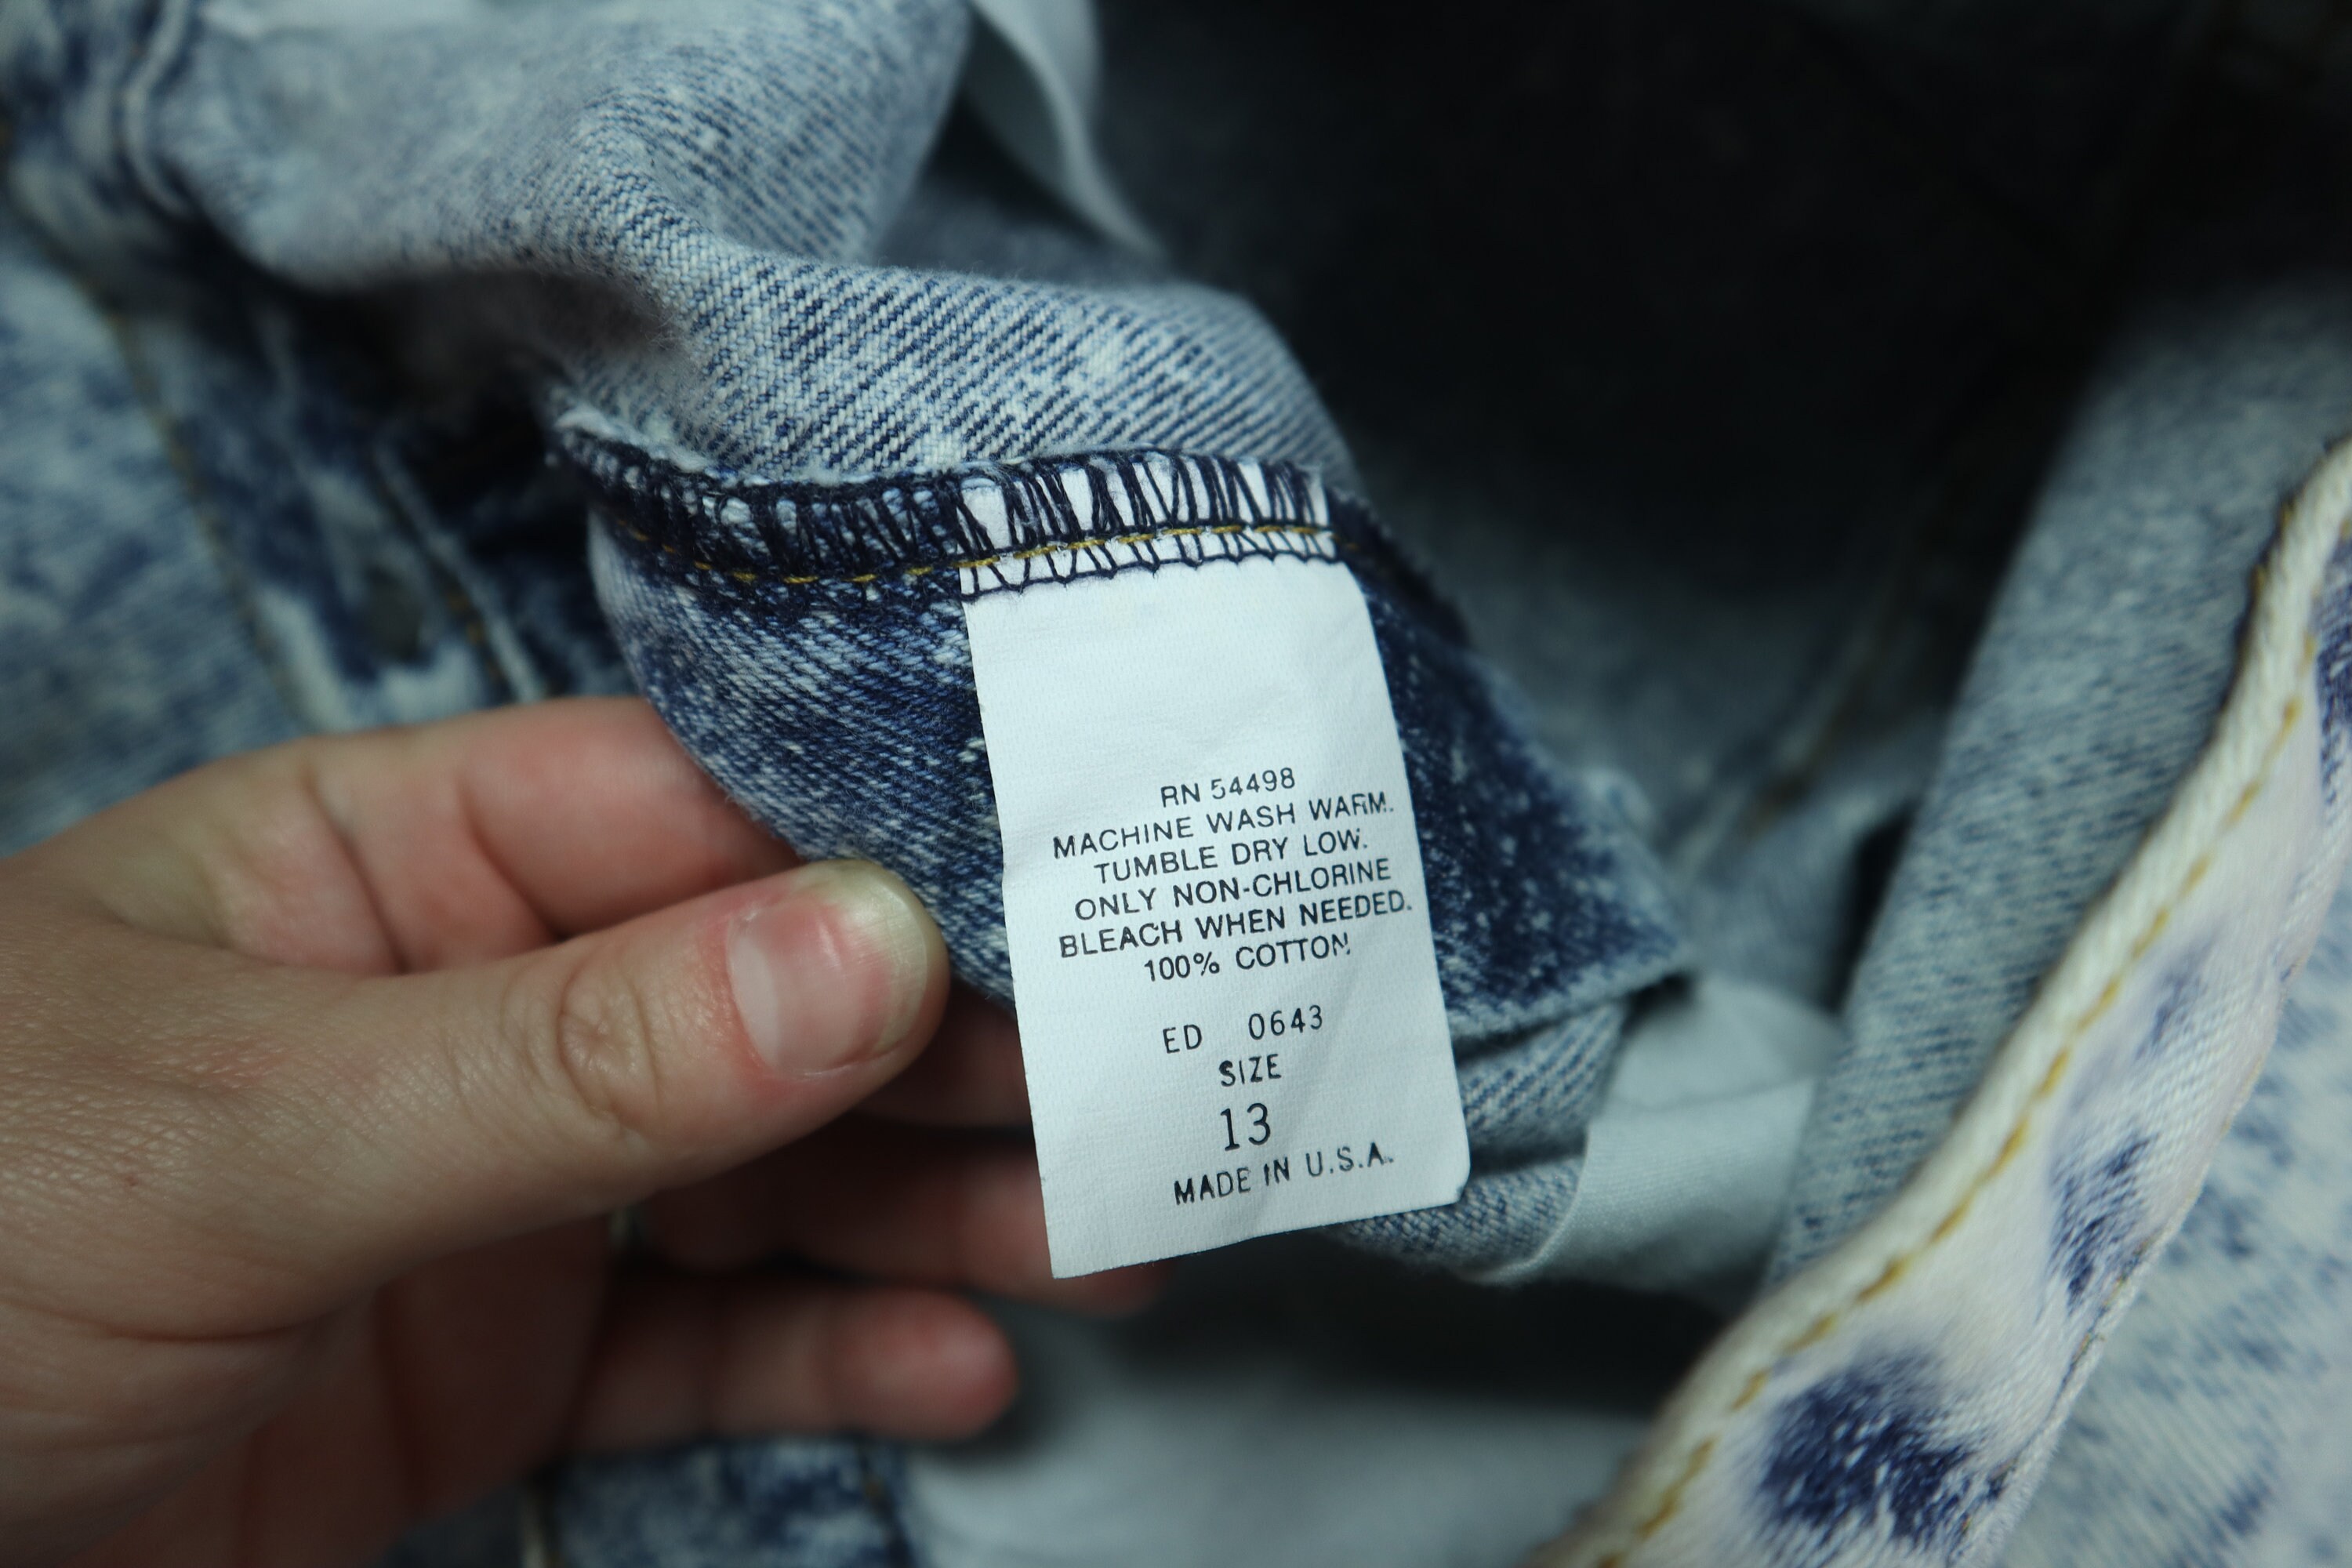 RN 54498
MACHINE WASH WARM.
TUMBLE DRY LOW.
ONLY NON-CHLORINE
BLEACH WHEN NEEDED.
100% COTTON
ED 0643
SIZE
13
MADE IN U.S.A.